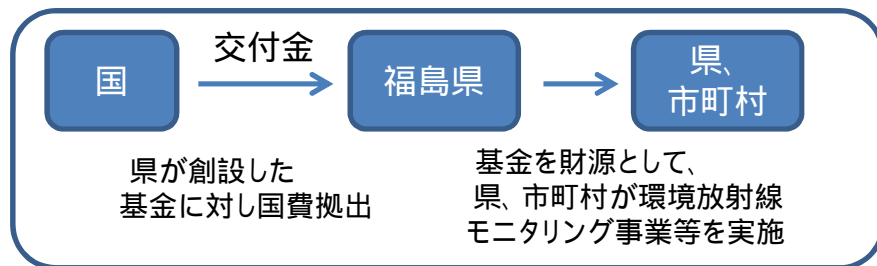 国
交付金
福島県
県、
市町村
県が創設した
基金に対し国費拠出
基金を財源として、
県、市町村が環境放射線
モニタリング事業等を実施